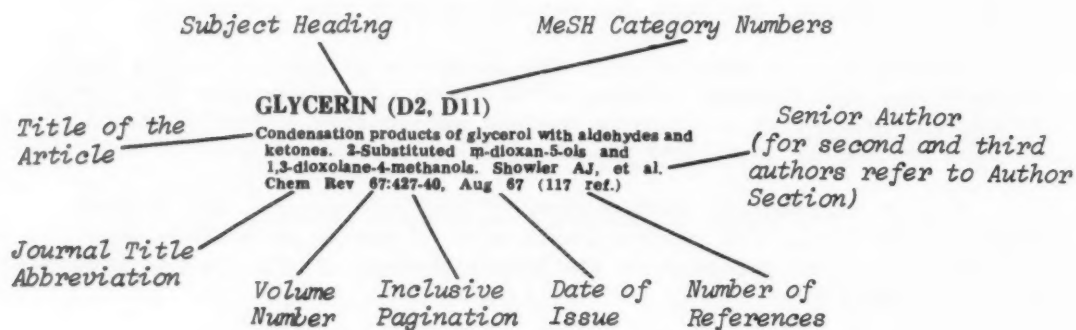 Subject Heading
MeSH Category Numbers
GLYCERIN (D2, D11)
Title of the
Article
Condensation products of glycerol with aldehydes and
ketones. 2-Substituted m-dioxan-5-ols and
1,3-dioxolane-4-methanols. Showler AJ, et al.
Chem Rev 67:427-40, Aug 67 (117 ref.)
Senior Author
(for second and third
authors refer to Author
Section)
Journal Title
Abbreviation
Volume
Number
Inclusive
Pagination
Date of
Issue
Number of
References